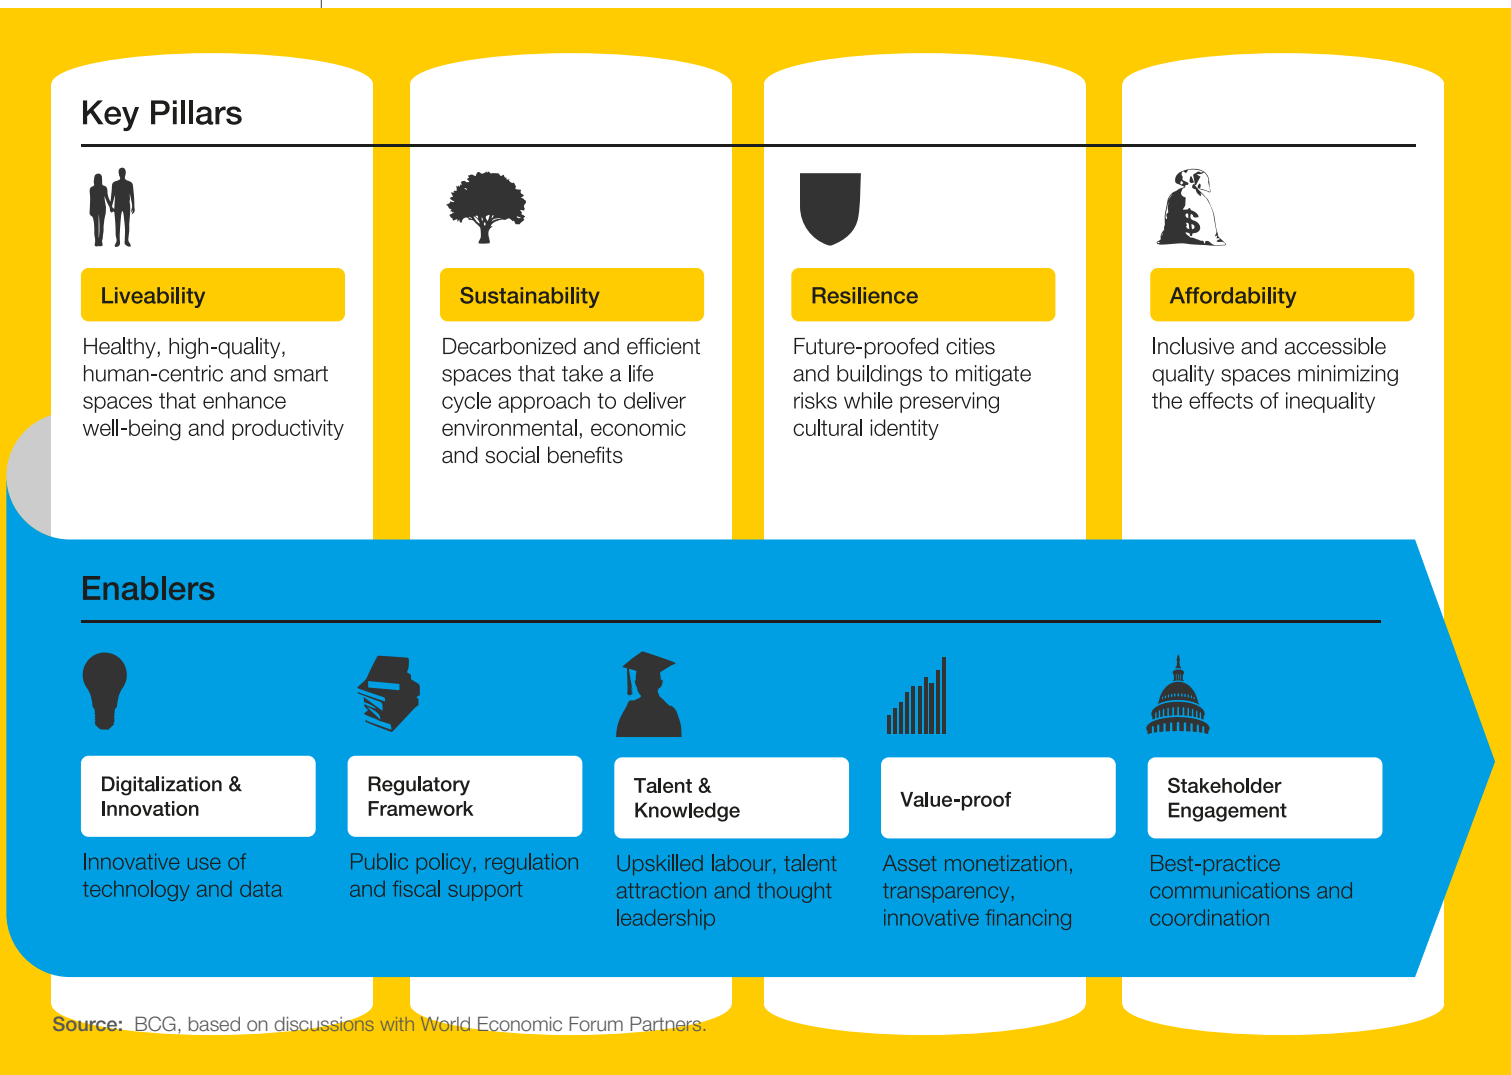 Key Pillars
Liveability
Healthy, high-quality,
human-centric and smart
spaces that enhance
well-being and productivity
Sustainability
Decarbonized and efficient
spaces that take a life
cycle approach to deliver
environmental, economic
and social benefits
Resilience
Future-proofed cities
and buildings to mitigate
risks while preserving
cultural identity
Affordability
Inclusive and accessible
quality spaces minimizing
the effects of inequality
Enablers
Digitalization &
Innovation
Innovative use of
technology and data
Regulatory
Framework
Public policy, regulation
and fiscal support
Talent &
Knowledge
Upskilled labour, talent
attraction and thought
leadership
Value-proof
Asset monetization,
transparency,
innovative financing
Stakeholder
Engagement
Best-practice
communications and
coordination
$
Source: BCG, based on discussions with World Economic Forum Partners.